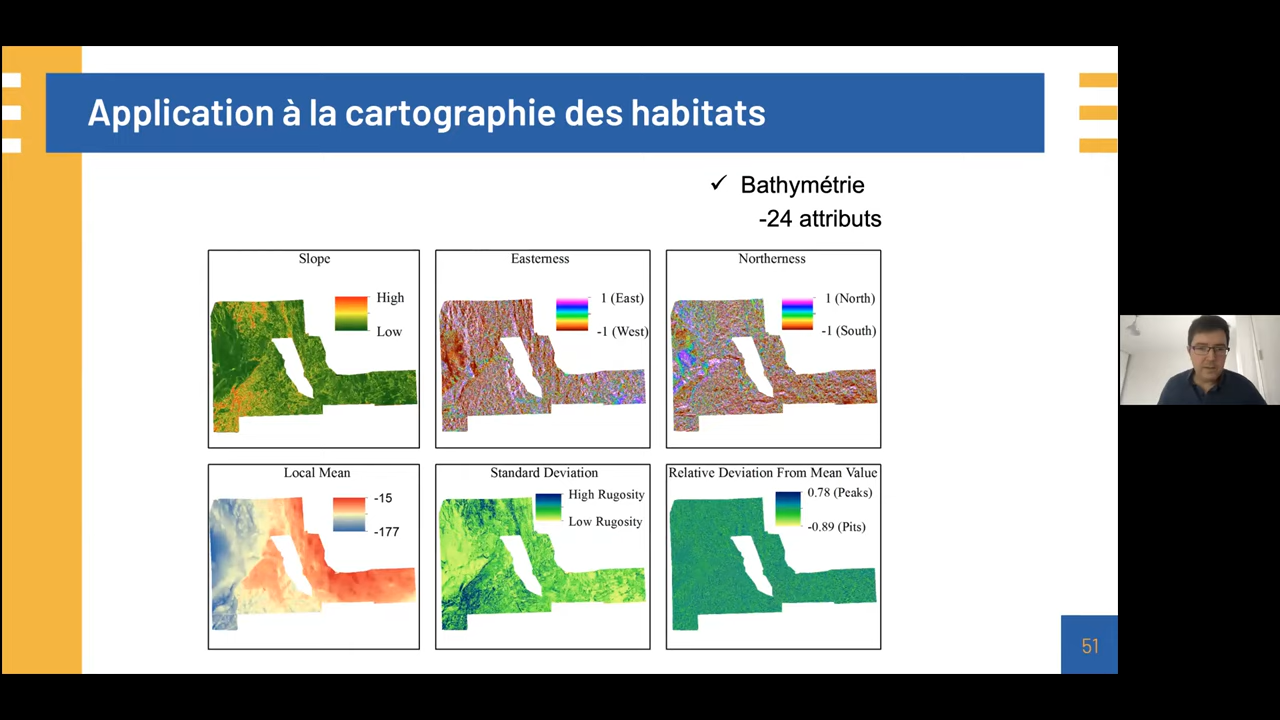 Application à la cartographie des habitats
✓ Bathymétrie
-24 attributs
Slope
High
Low
Easterness
1 (East)
-1 (West)
Northerness
1 (North)
-1 (South)
Local Mean
-15
-177
Standard Deviation
High Rugosity
Low Rugosity
Relative Deviation From Mean Value
0.78 (Peaks)
-0.89 (Pits)
51